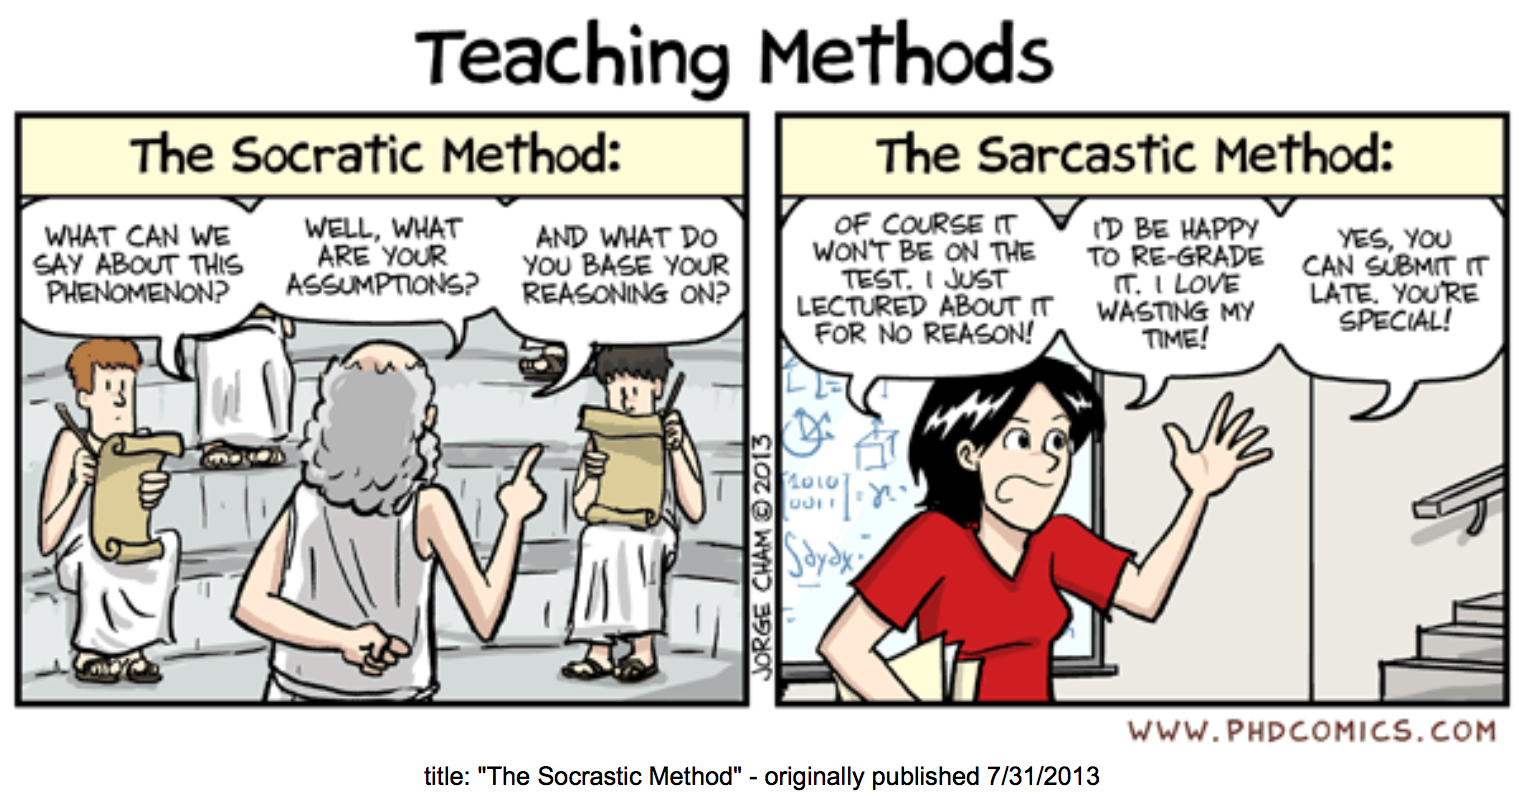 Teaching Methods
The Socratic Method:
WHAT CAN WE
SAY ABOUT THIS
PHENOMENON?
WELL, WHAT
ARE YOUR
ASSUMPTIONS?
AND WHAT DO
YOU BASE YOUR
REASONING ON?
JORGE CHAM © 2013
The Sarcastic Method:
OF COURSE IT
WON'T BE ON THE
TEST. I JUST
LECTURED ABOUT IT
FOR NO REASON!
I'D BE HAPPY
TO RE-GRADE
IT. I LOVE
WASTING MY
TIME!
YES, YOU
CAN SUBMIT IT
LATE. YOU'RE
SPECIAL!
1010
0011
∫∂y∂x
WWW.PHDCOMICS.COM
title: "The Socrastic Method" - originally published 7/31/2013